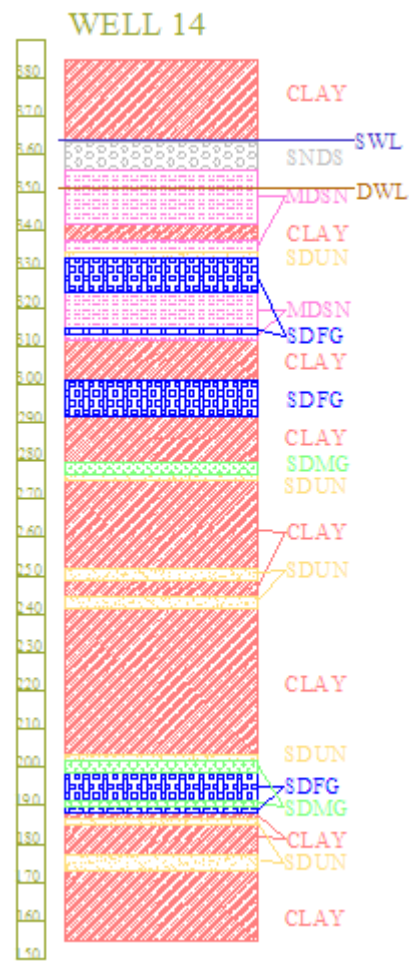 WELL 14
380
370
360
350
340
330
320
310
300
290
280
270
260
250
240
230
220
210
200
190
180
170
160
150
CLAY
SWL
SNDS
DWL
MDSN
CLAY
SDUN
MDSN
SDFG
CLAY
SDFG
CLAY
SDMG
SDUN
CLAY
SDUN
CLAY
SDUN
SDFG
SDMG
CLAY
SDUN
CLAY